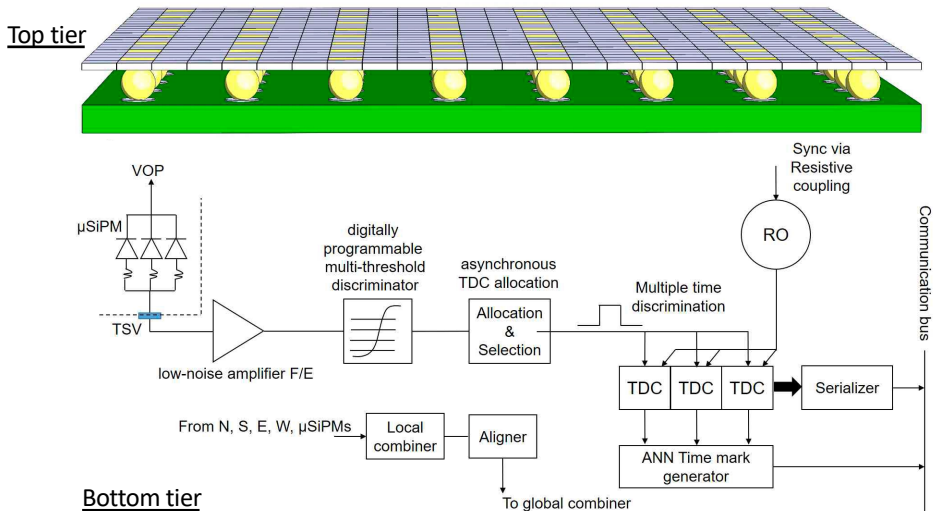 Top tier
VOP
µSiPM
TSV
low-noise amplifier F/E
digitally
programmable
multi-threshold
discriminator
asynchronous
TDC allocation
Allocation
&
Selection
Multiple time
discrimination
Sync via
Resistive
coupling
RO
Communication bus
TDC
TDC
TDC
Serializer
ANN Time mark
generator
From N, S, E, W, µSiPMs
Local
combiner
Aligner
To global combiner
Bottom tier